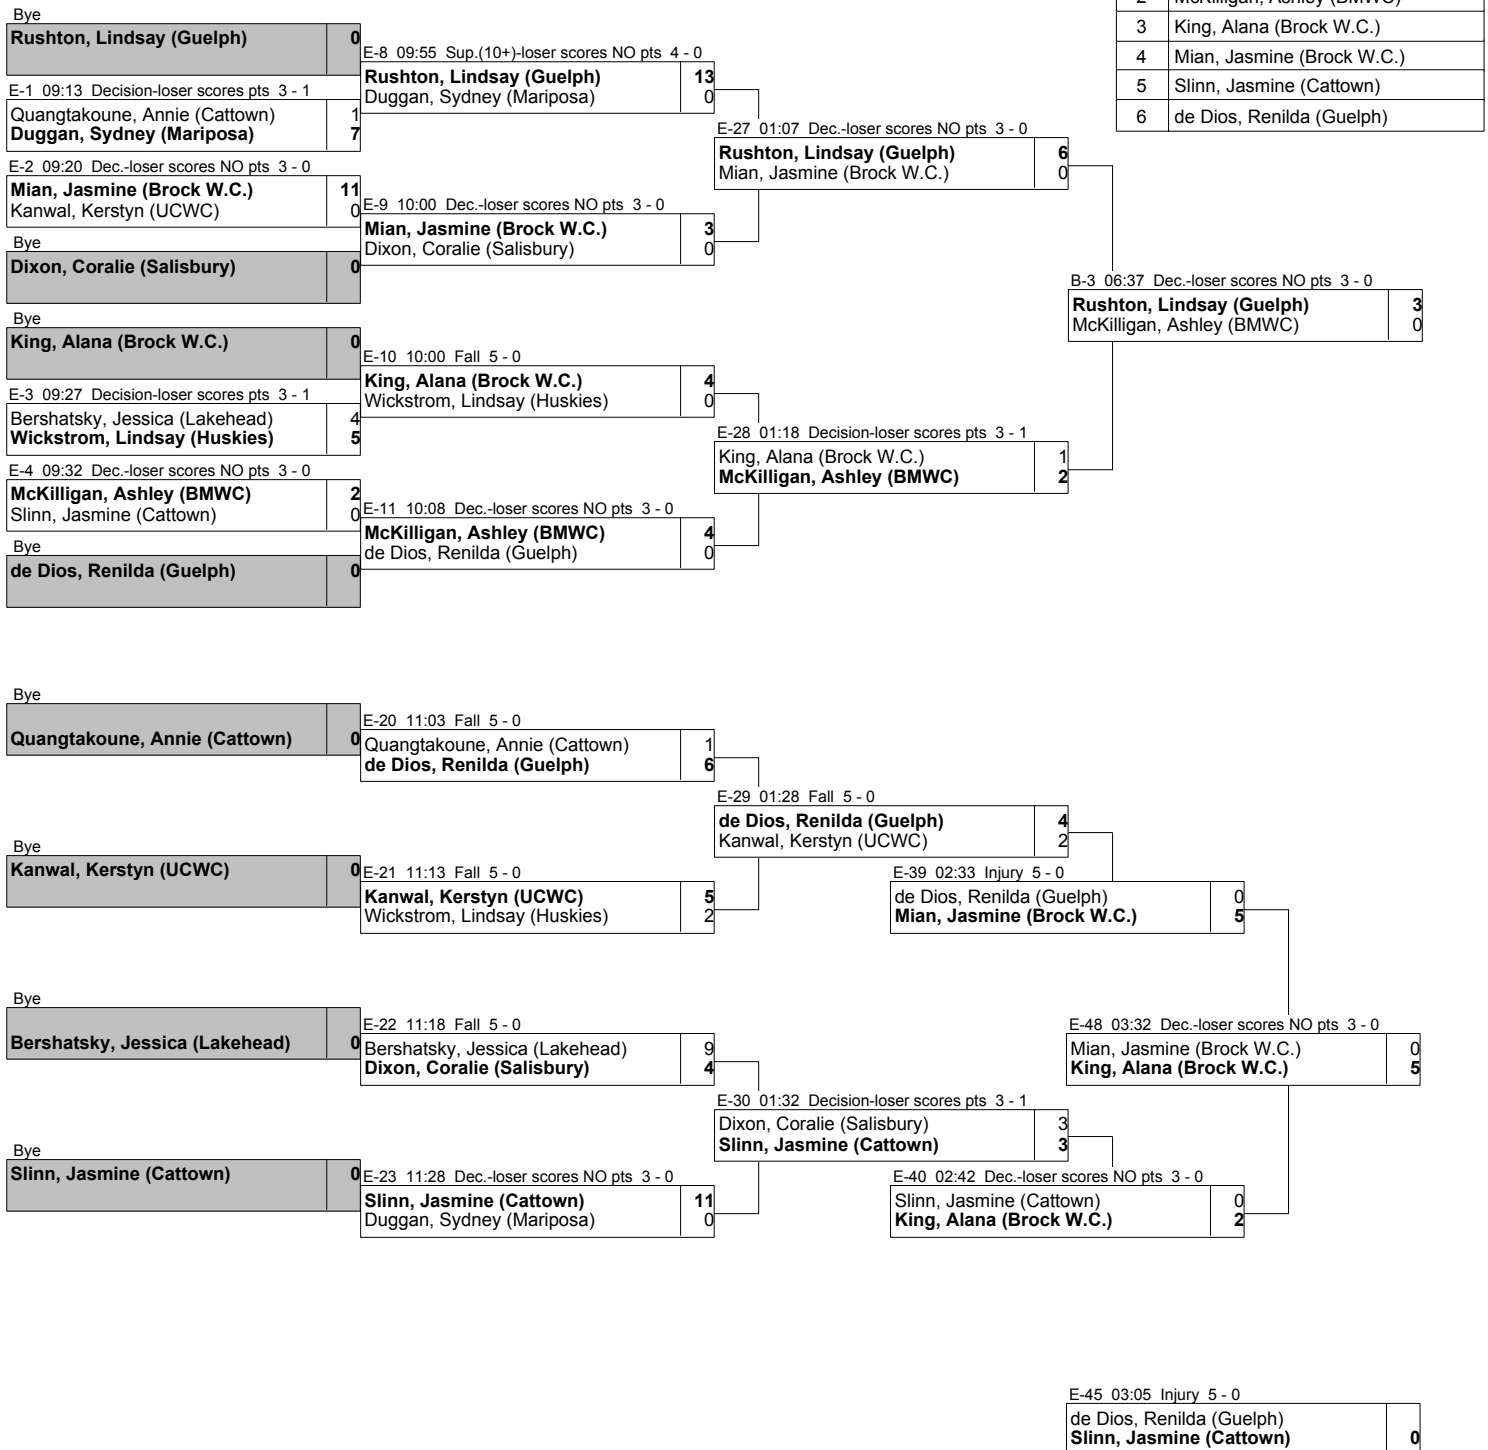 2 McKilligan, Ashley (BMWC)
3 King, Alana (Brock W.C.)
4 Mian, Jasmine (Brock W.C.)
5 Slinn, Jasmine (Cattown)
6 de Dios, Renilda (Guelph)
Bye
Rushton, Lindsay (Guelph) 0
E-1 09:13 Decision-loser scores pts 3 - 1
Quangtakoune, Annie (Cattown) 1
Duggan, Sydney (Mariposa) 7
E-2 09:20 Dec.-loser scores NO pts 3 - 0
Mian, Jasmine (Brock W.C.) 11
Kanwal, Kerstyn (UCWC) 0
Bye
Dixon, Coralie (Salisbury) 0
Bye
King, Alana (Brock W.C.) 0
E-3 09:27 Decision-loser scores pts 3 - 1
Bershatsky, Jessica (Lakehead) 4
Wickstrom, Lindsay (Huskies) 5
E-4 09:32 Dec.-loser scores NO pts 3 - 0
McKilligan, Ashley (BMWC) 2
Slinn, Jasmine (Cattown) 0
Bye
de Dios, Renilda (Guelph) 0
E-8 09:55 Sup.(10+)-loser scores NO pts 4 - 0
Rushton, Lindsay (Guelph) 13
Duggan, Sydney (Mariposa) 0
E-9 10:00 Dec.-loser scores NO pts 3 - 0
Mian, Jasmine (Brock W.C.) 3
Dixon, Coralie (Salisbury) 0
E-10 10:00 Fall 5 - 0
King, Alana (Brock W.C.) 4
Wickstrom, Lindsay (Huskies) 0
E-11 10:08 Dec.-loser scores NO pts 3 - 0
McKilligan, Ashley (BMWC) 4
de Dios, Renilda (Guelph) 0
E-27 01:07 Dec.-loser scores NO pts 3 - 0
Rushton, Lindsay (Guelph) 6
Mian, Jasmine (Brock W.C.) 0
E-28 01:18 Decision-loser scores pts 3 - 1
King, Alana (Brock W.C.) 1
McKilligan, Ashley (BMWC) 2
B-3 06:37 Dec.-loser scores NO pts 3 - 0
Rushton, Lindsay (Guelph) 3
McKilligan, Ashley (BMWC) 0
Bye
Quangtakoune, Annie (Cattown) 0
Bye
Kanwal, Kerstyn (UCWC) 0
Bye
Bershatsky, Jessica (Lakehead) 0
Bye
Slinn, Jasmine (Cattown) 0
E-20 11:03 Fall 5 - 0
Quangtakoune, Annie (Cattown) 1
de Dios, Renilda (Guelph) 6
E-21 11:13 Fall 5 - 0
Kanwal, Kerstyn (UCWC) 5
Wickstrom, Lindsay (Huskies) 2
E-22 11:18 Fall 5 - 0
Bershatsky, Jessica (Lakehead) 9
Dixon, Coralie (Salisbury) 4
E-23 11:28 Dec.-loser scores NO pts 3 - 0
Slinn, Jasmine (Cattown) 11
Duggan, Sydney (Mariposa) 0
E-29 01:28 Fall 5 - 0
de Dios, Renilda (Guelph) 4
Kanwal, Kerstyn (UCWC) 2
E-30 01:32 Decision-loser scores pts 3 - 1
Dixon, Coralie (Salisbury) 3
Slinn, Jasmine (Cattown) 3
E-39 02:33 Injury 5 - 0
de Dios, Renilda (Guelph) 0
Mian, Jasmine (Brock W.C.) 5
E-40 02:42 Dec.-loser scores NO pts 3 - 0
Slinn, Jasmine (Cattown) 0
King, Alana (Brock W.C.) 2
E-48 03:32 Dec.-loser scores NO pts 3 - 0
Mian, Jasmine (Brock W.C.) 0
King, Alana (Brock W.C.) 5
E-45 03:05 Injury 5 - 0
de Dios, Renilda (Guelph)
Slinn, Jasmine (Cattown) 0